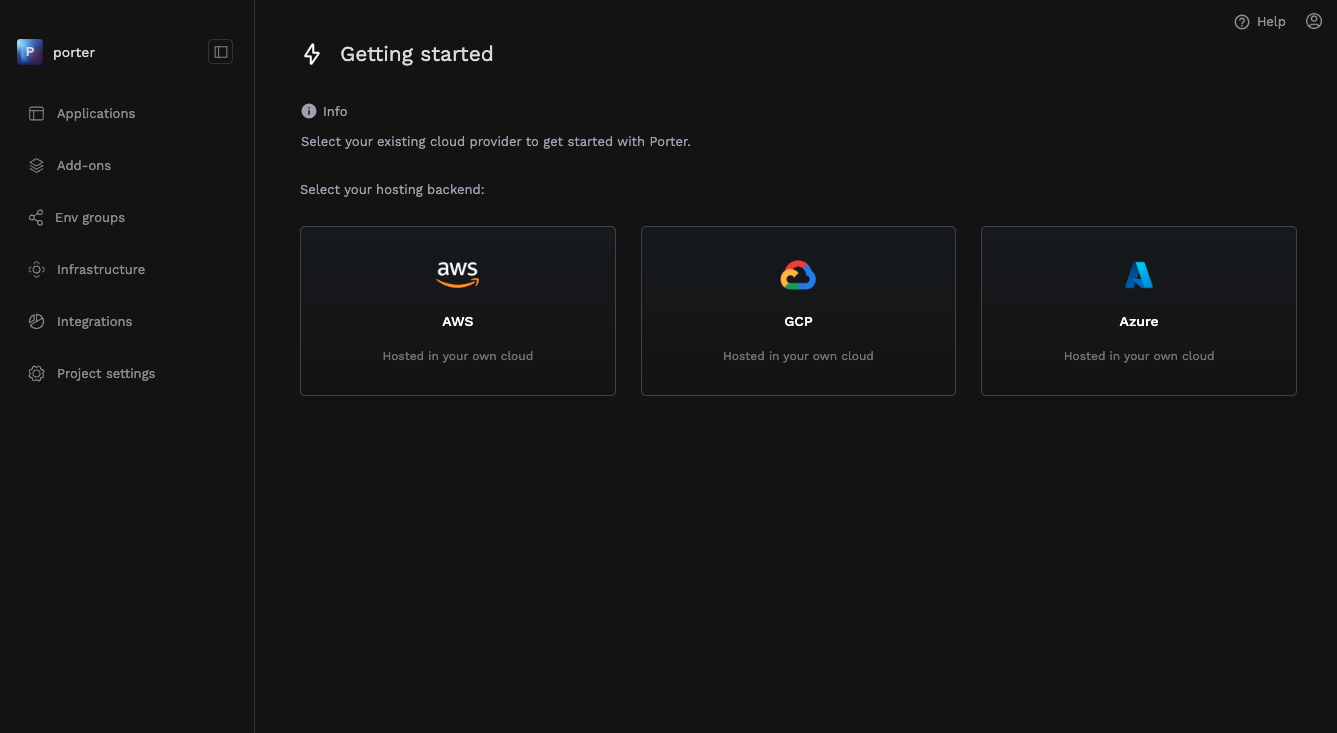 Help
P
porter
Getting started
Applications
Add-ons
Env groups
Infrastructure
Integrations
Project settings
Info
Select your existing cloud provider to get started with Porter.
Select your hosting backend:
aws
AWS
Hosted in your own cloud
GCP
Hosted in your own cloud
Azure
Hosted in your own cloud